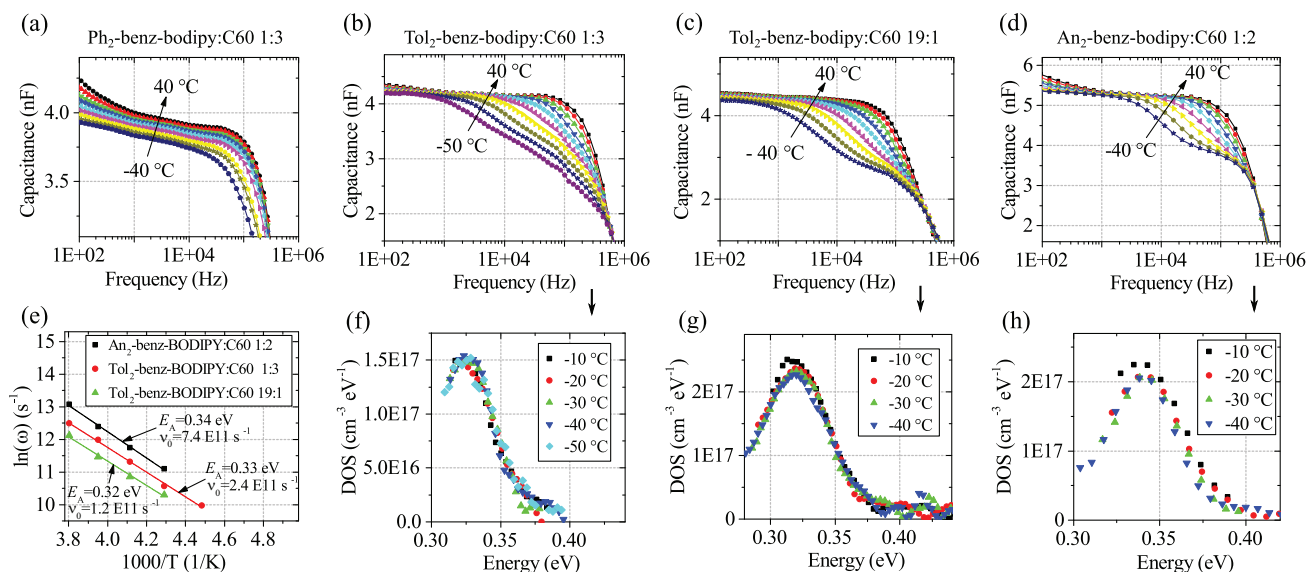 (a)
Ph₂-benz-bodipy:C60 1:3
Capacitance (nF)
4.0
3.5
40 °C
-40 °C
1E+02 1E+04 1E+06
Frequency (Hz)
(b)
Tol₂-benz-bodipy:C60 1:3
Capacitance (nF)
5
4
3
2
40 °C
-50 °C
1E+02 1E+04 1E+06
Frequency (Hz)
(c)
Tol₂-benz-bodipy:C60 19:1
Capacitance (nF)
6
4
2
40 °C
- 40 °C
1E+02 1E+04 1E+06
Frequency (Hz)
(d)
An₂-benz-bodipy:C60 1:2
Capacitance (nF)
6
5
4
3
2
40 °C
-40 °C
1E+02 1E+04 1E+06
Frequency (Hz)
(e)
ln(ω) (s⁻¹)
15
14
13
12
11
10
An₂-benz-BODIPY:C60 1:2
Tol₂-benz-BODIPY:C60 1:3
Tol₂-benz-BODIPY:C60 19:1
E_A=0.34 eV
ν₀=7.4 E11 s⁻¹
E_A=0.33 eV
ν₀=2.4 E11 s⁻¹
E_A=0.32 eV
ν₀=1.2 E11 s⁻¹
3.8 4.0 4.2 4.4 4.6 4.8
1000/T (1/K)
(f)
DOS (cm⁻³ eV⁻¹)
1.5E17
1.0E17
5.0E16
0.0
-10 °C
-20 °C
-30 °C
-40 °C
-50 °C
0.30 0.35 0.40
Energy (eV)
(g)
DOS (cm⁻³ eV⁻¹)
2E17
1E17
0
-10 °C
-20 °C
-30 °C
-40 °C
0.30 0.35 0.40
Energy (eV)
(h)
DOS (cm⁻³ eV⁻¹)
2E17
1E17
0
-10 °C
-20 °C
-30 °C
-40 °C
0.30 0.35 0.40
Energy (eV)